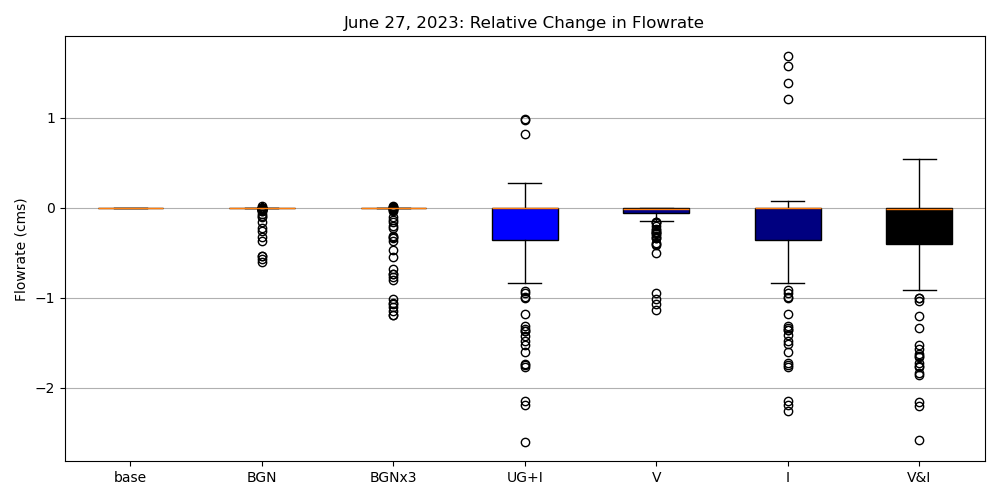 June 27, 2023: Relative Change in Flowrate
Flowrate (cms)
1
0
−1
−2
base BGN BGNx3 UG+I V I V&I